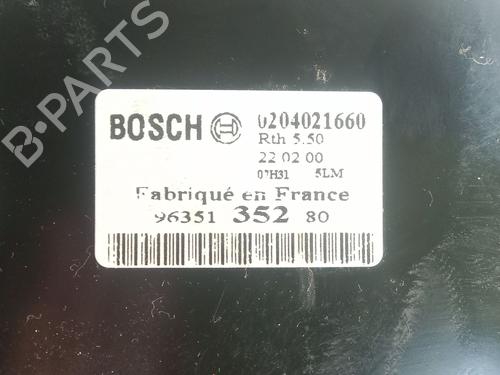 B-PARTS
BOSCH 0204021660
Rth 5.50
22 02 00
07H31 5LM
Fabriqué en France
96351 352 80